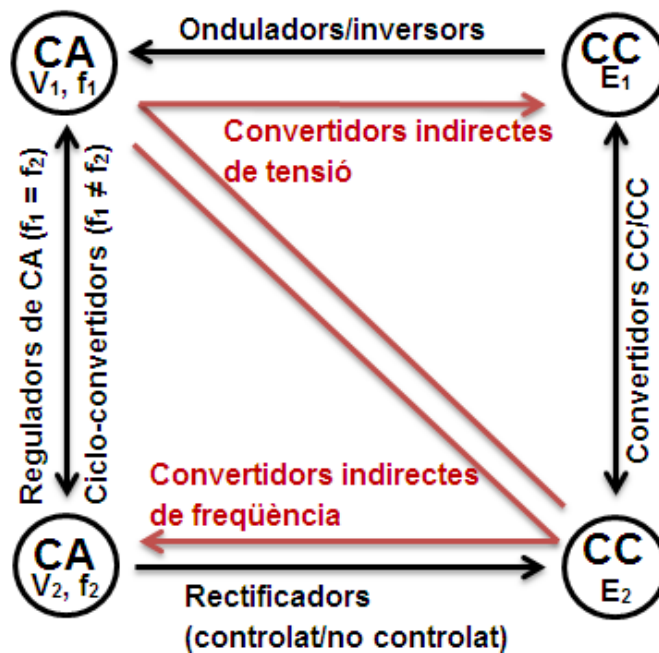 Onduladors/inversors
CA
V₁, f₁
CC
E₁
Convertidors indirectes
de tensió
Reguladors de CA (f₁ = f₂)
Ciclo-convertidors (f₁ ≠ f₂)
Convertidors CC/CC
Convertidors indirectes
de freqüència
CA
V₂, f₂
CC
E₂
Rectificadors
(controlat/no controlat)